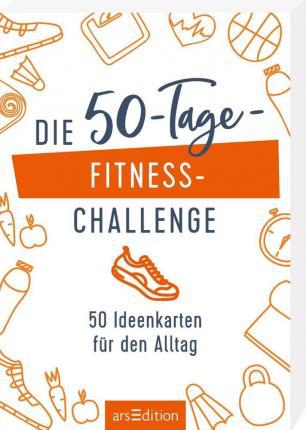 DIE 50-Tage-
FITNESS-
CHALLENGE
50 Ideenkarten
für den Alltag
arsEdition